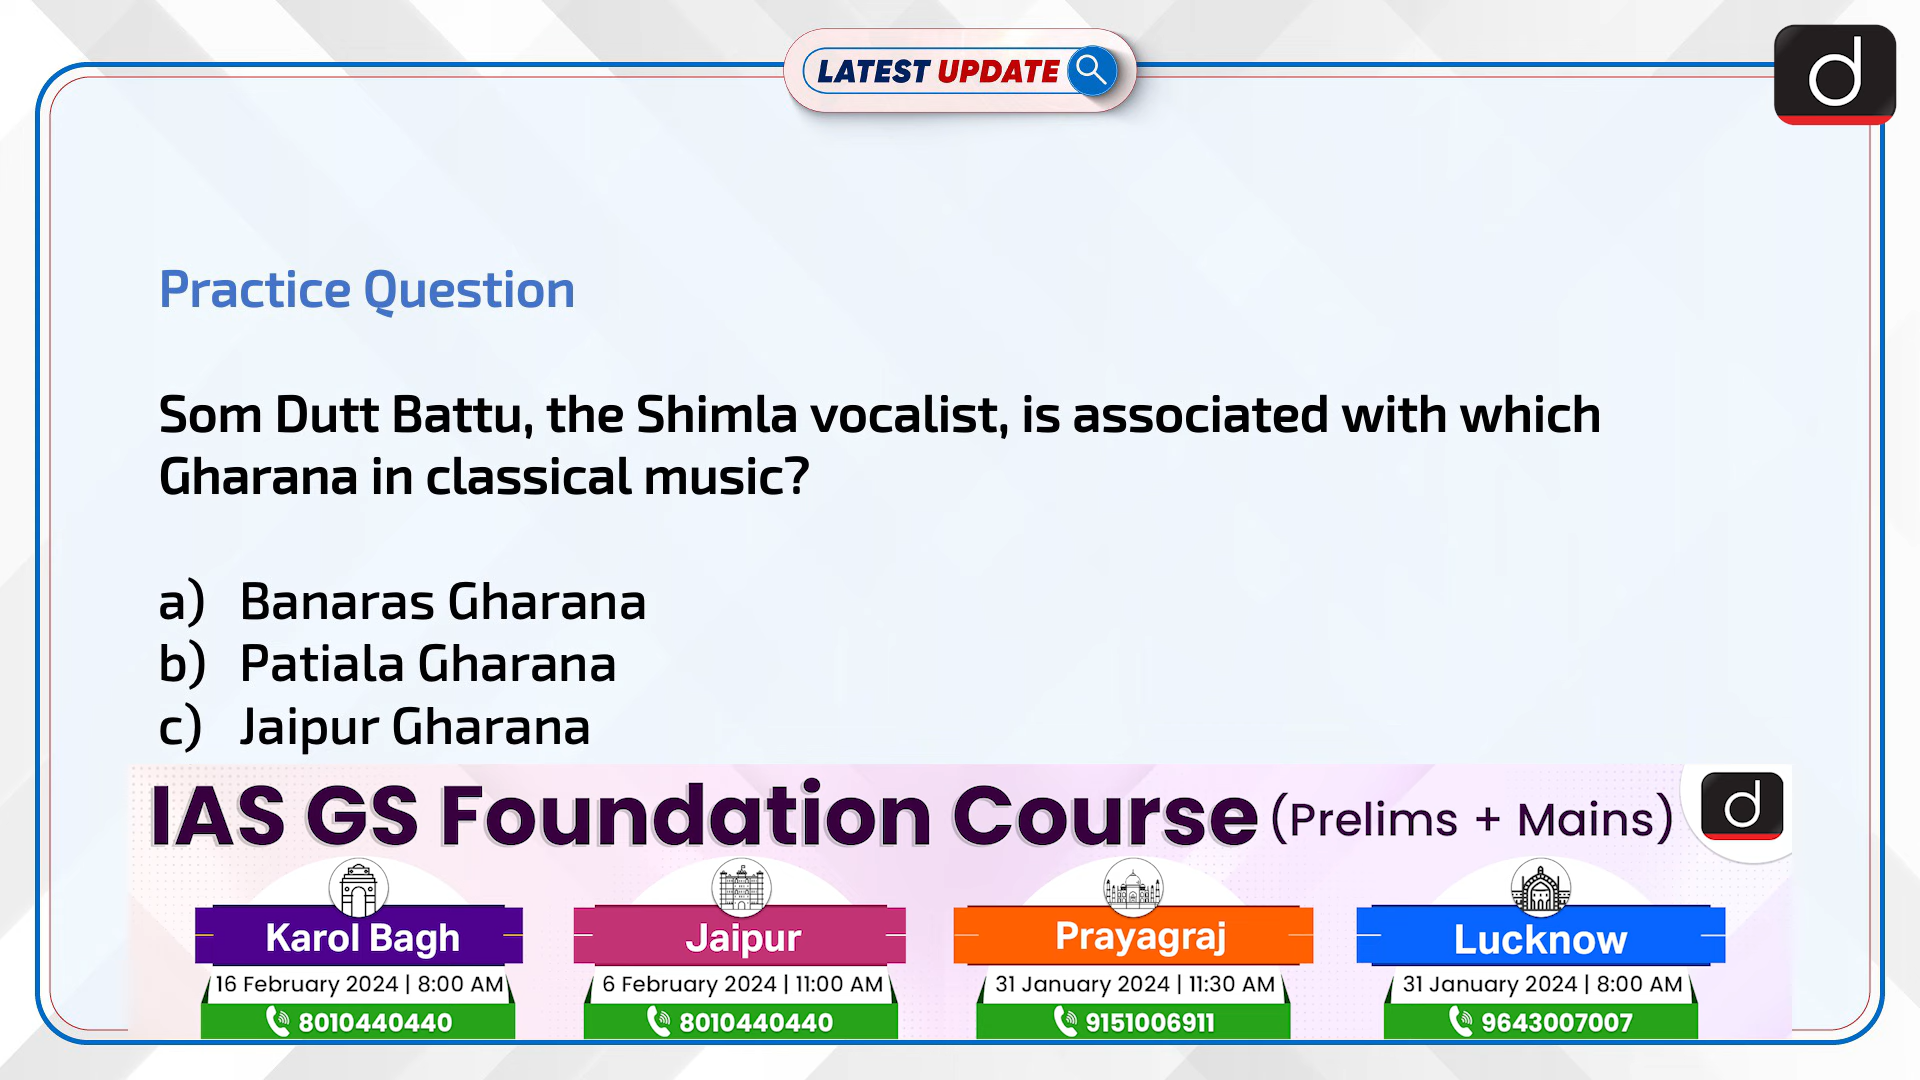 LATEST UPDATE
d
Practice Question
Som Dutt Battu, the Shimla vocalist, is associated with which
Gharana in classical music?
a) Banaras Gharana
b) Patiala Gharana
c) Jaipur Gharana
IAS GS Foundation Course (Prelims + Mains)
d
Karol Bagh
16 February 2024 | 8:00 AM
8010440440
Jaipur
6 February 2024 | 11:00 AM
8010440440
Prayagraj
31 January 2024 | 11:30 AM
9151006911
Lucknow
31 January 2024 | 8:00 AM
9643007007